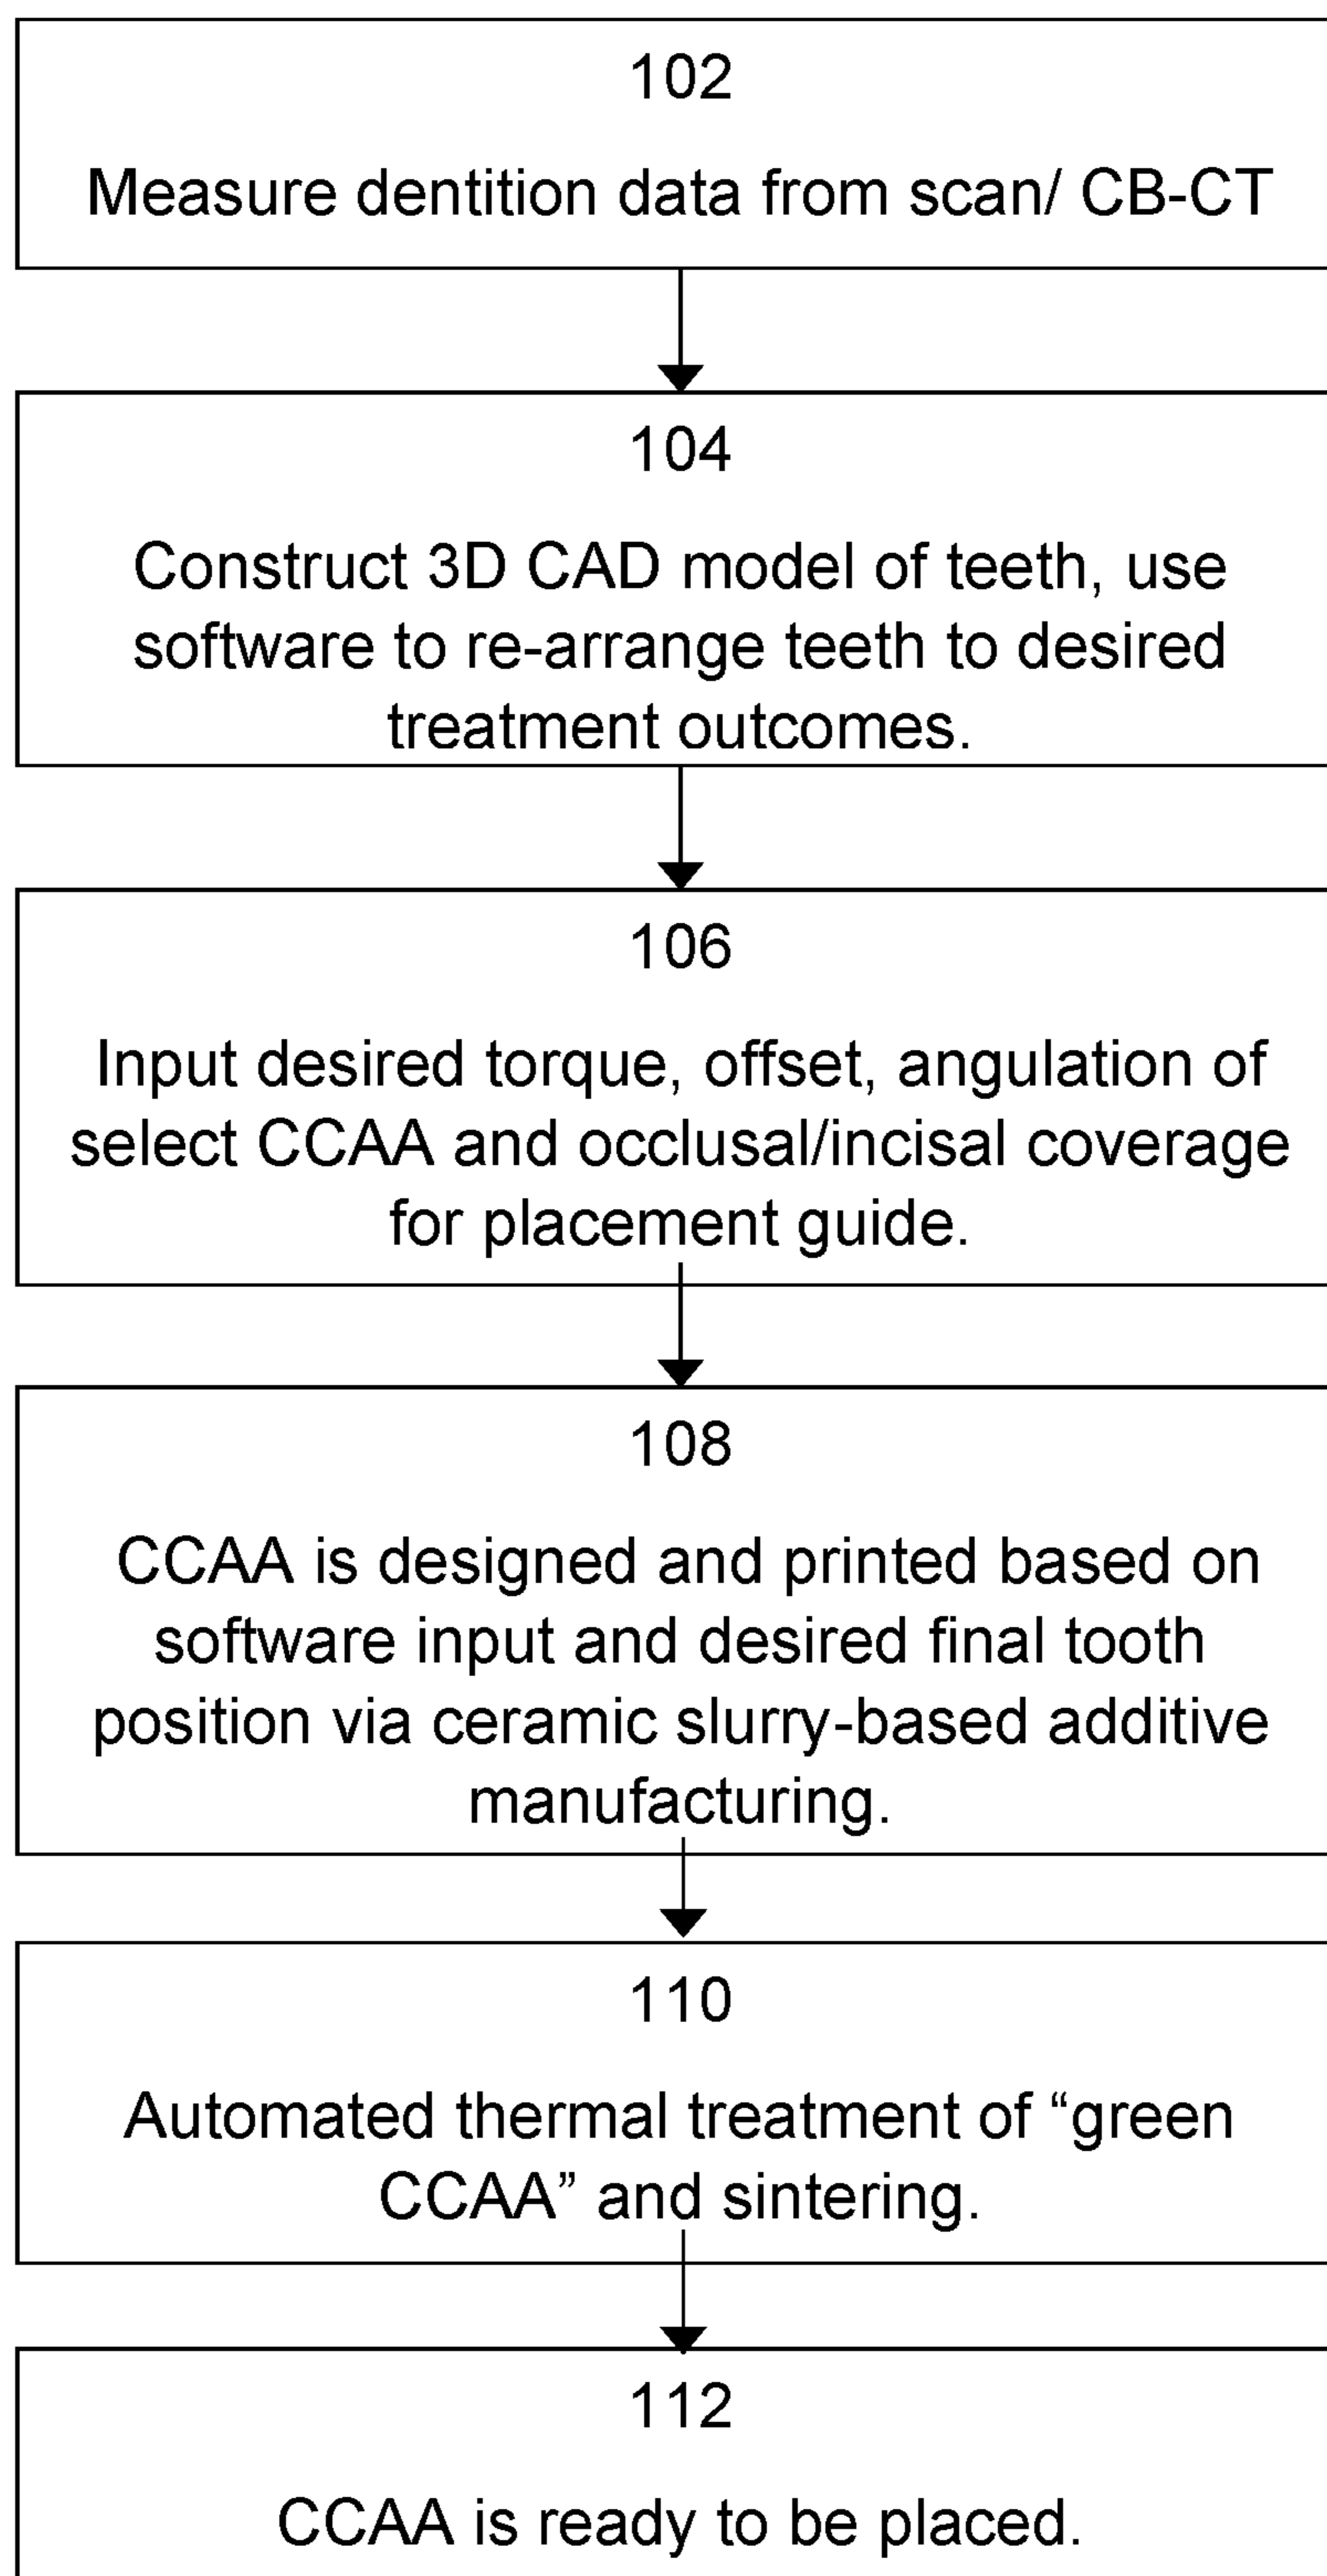 102
Measure dentition data from scan/ CB-CT
104
Construct 3D CAD model of teeth, use
software to re-arrange teeth to desired
treatment outcomes.
106
Input desired torque, offset, angulation of
select CCAA and occlusal/incisal coverage
for placement guide.
108
CCAA is designed and printed based on
software input and desired final tooth
position via ceramic slurry-based additive
manufacturing.
110
Automated thermal treatment of “green
CCAA” and sintering.
112
CCAA is ready to be placed.